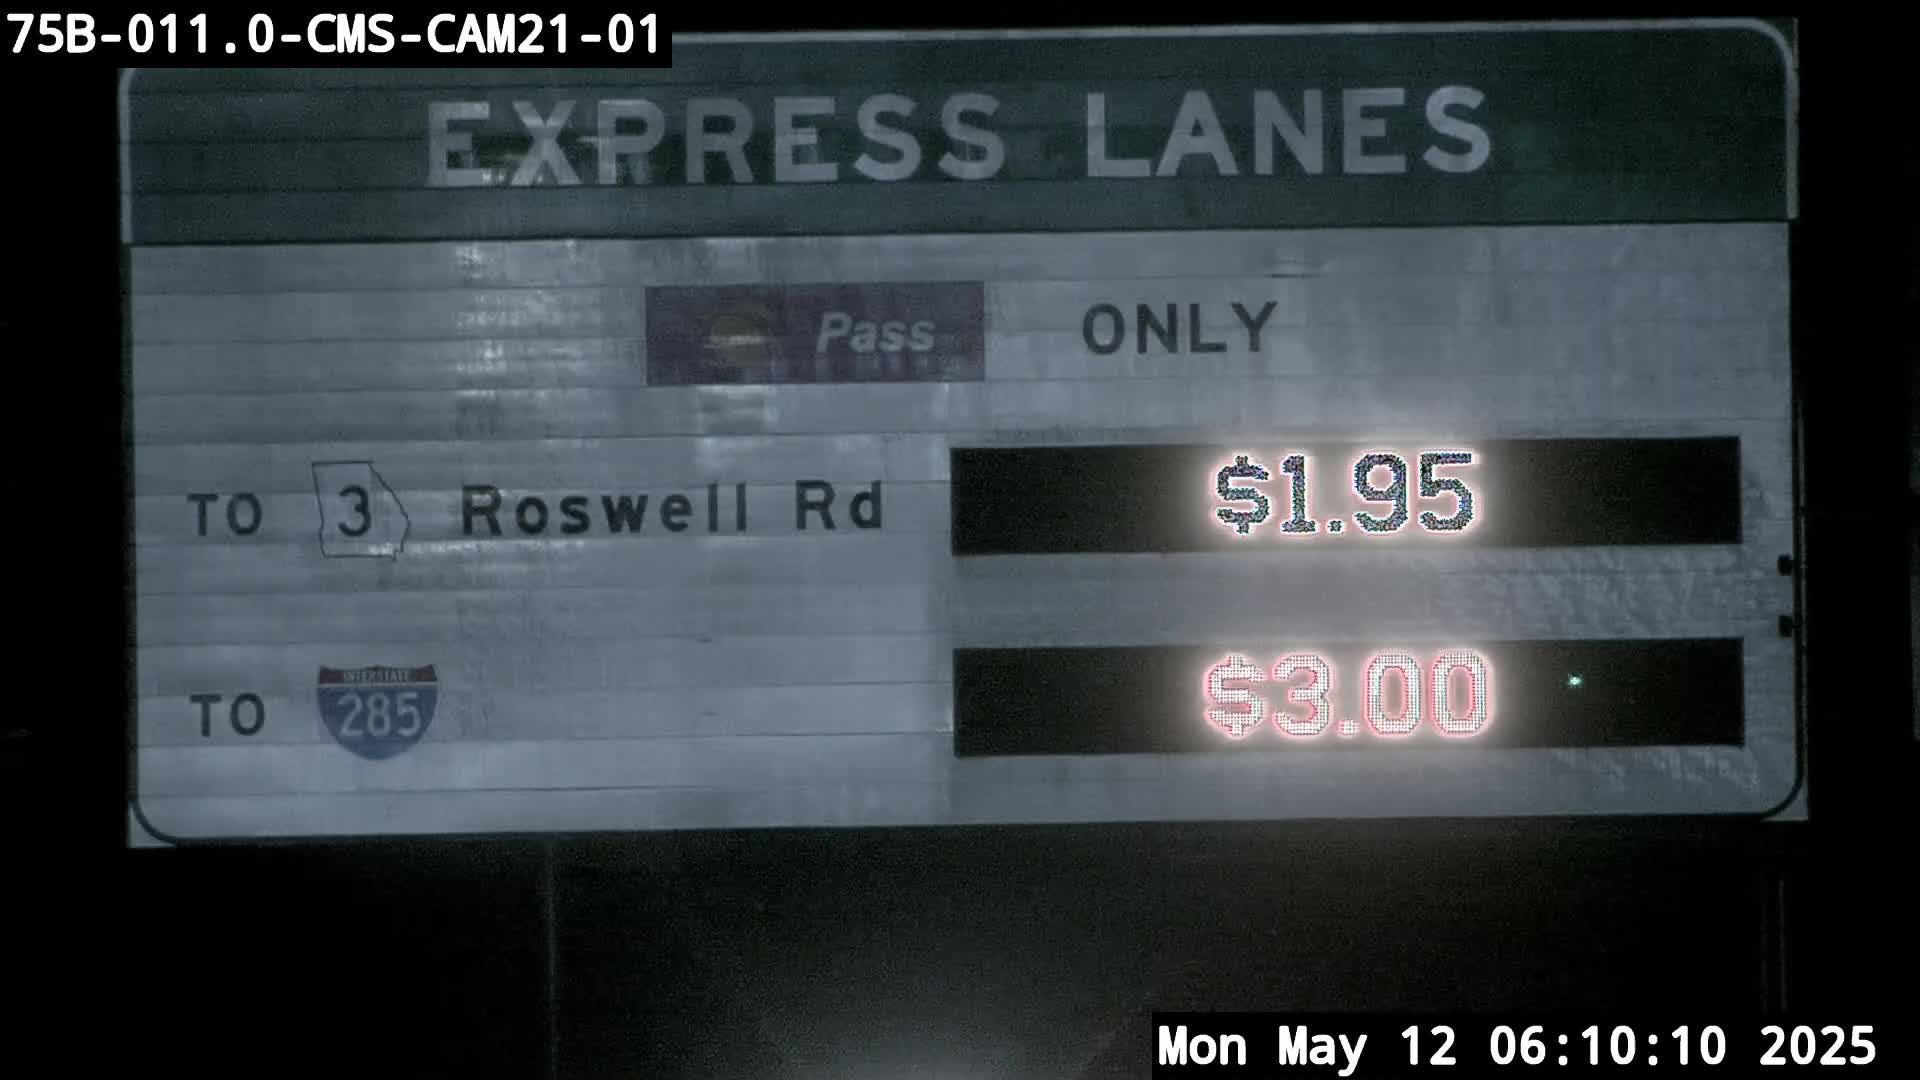 75B-011.0-CMS-CAM21-01
EXPRESS LANES
Pass ONLY
TO 3 Roswell Rd $1.95
TO INTERSTATE 285 $3.00
Mon May 12 06:10:10 2025